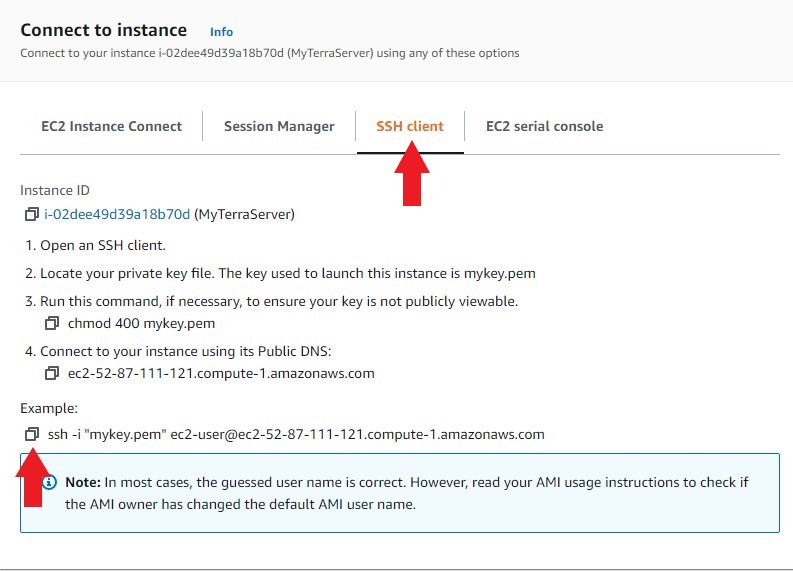 Connect to instance Info
Connect to your instance i-02dee49d39a18b70d (MyTerraServer) using any of these options
EC2 Instance Connect Session Manager SSH client EC2 serial console
Instance ID
i-02dee49d39a18b70d (MyTerraServer)
1. Open an SSH client.
2. Locate your private key file. The key used to launch this instance is mykey.pem
3. Run this command, if necessary, to ensure your key is not publicly viewable.
chmod 400 mykey.pem
4. Connect to your instance using its Public DNS:
ec2-52-87-111-121.compute-1.amazonaws.com
Example:
ssh -i "mykey.pem" ec2-user@ec2-52-87-111-121.compute-1.amazonaws.com
Note: In most cases, the guessed user name is correct. However, read your AMI usage instructions to check if
the AMI owner has changed the default AMI user name.